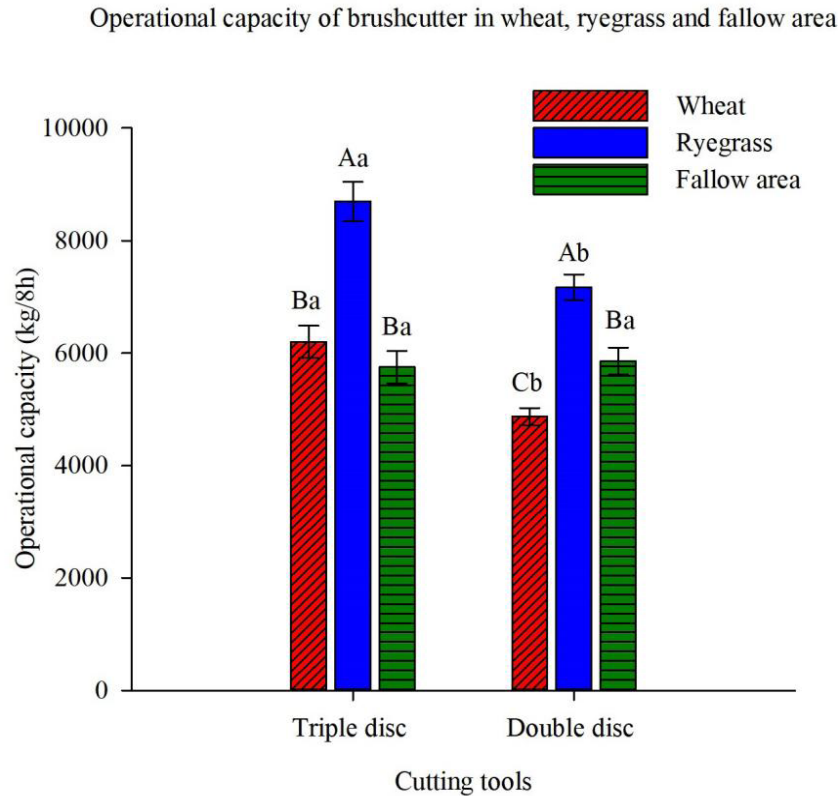 Operational capacity of brushcutter in wheat, ryegrass and fallow area
Wheat
Ryegrass
Fallow area
Operational capacity (kg/8h)
10000
8000
6000
4000
2000
0
Ba
Aa
Ba
Cb
Ab
Ba
Triple disc
Double disc
Cutting tools